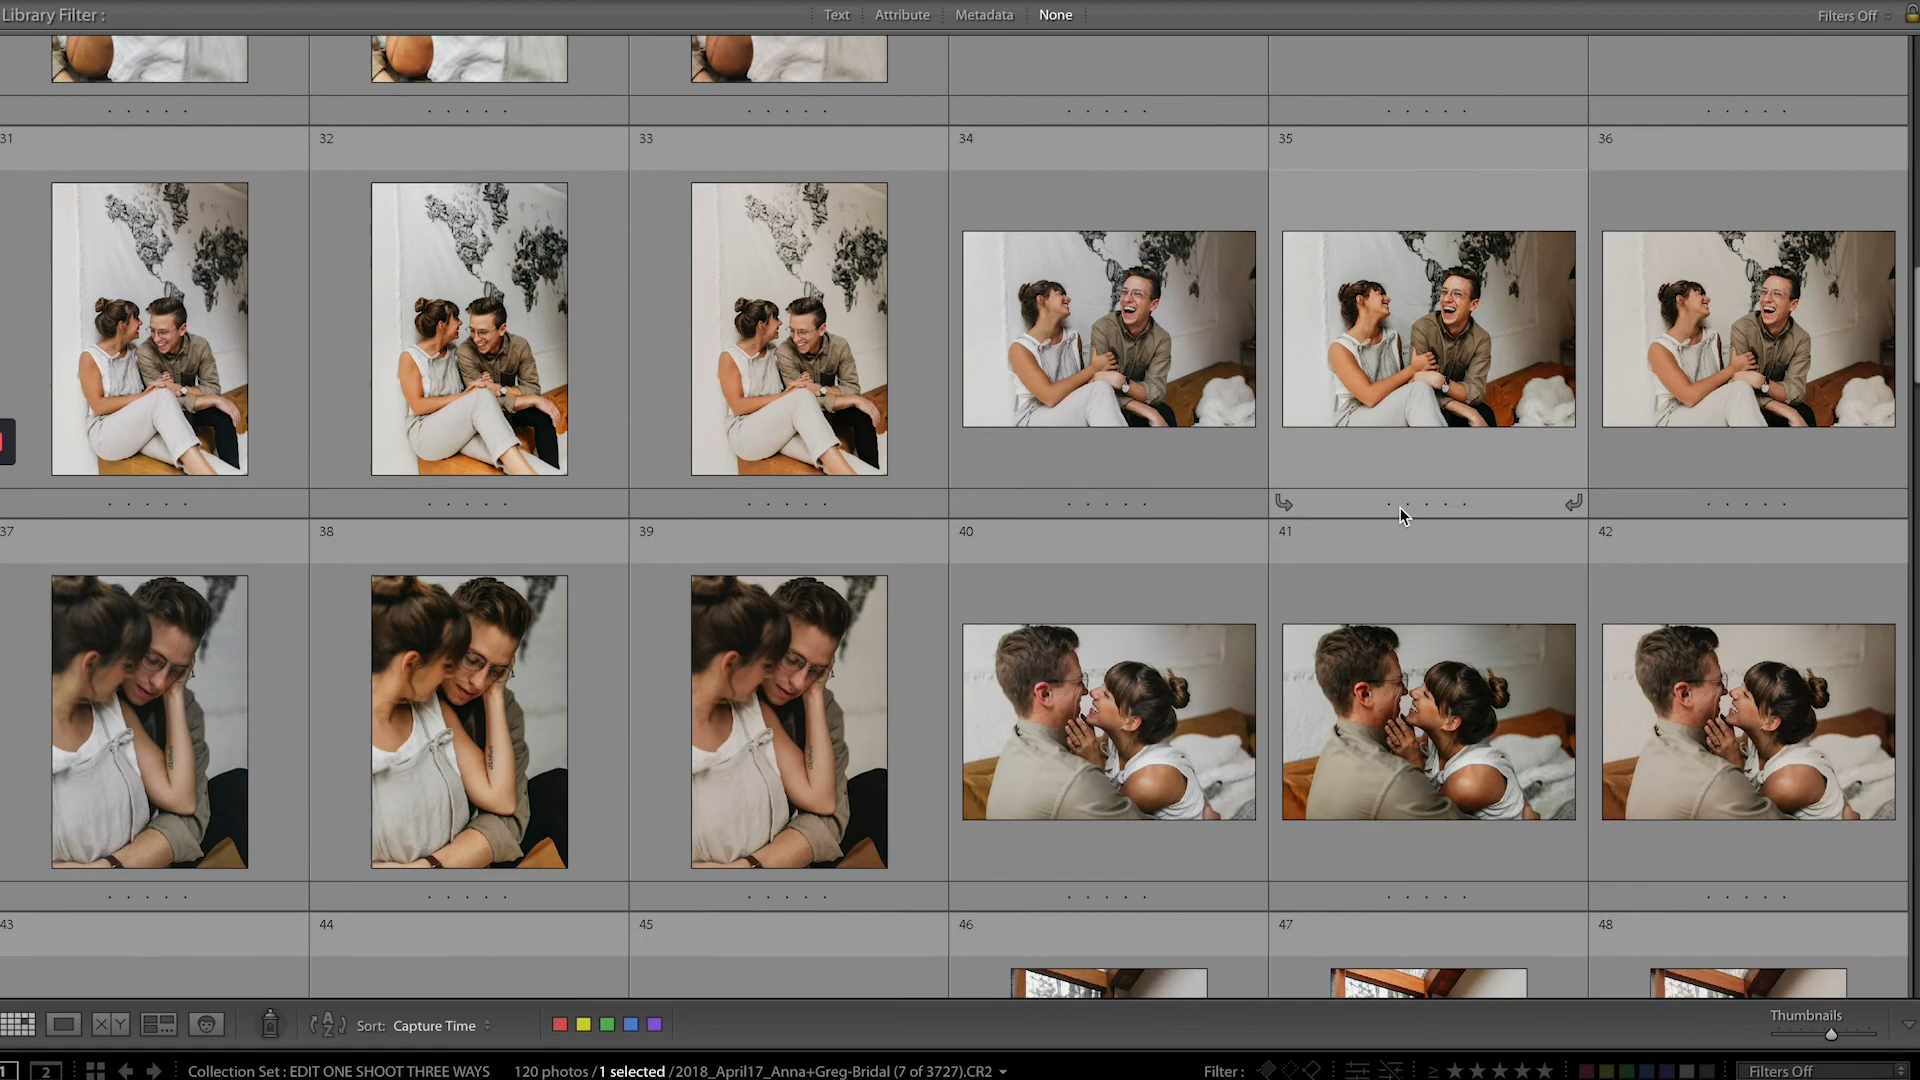 Library Filter : Text Attribute Metadata None Filters Off
31 32 33 34 35 36
37 38 39 40 41 42
43 44 45 46 47 48
Sort: Capture Time Thumbnails
1 2 Collection Set : EDIT ONE SHOOT THREE WAYS 120 photos / 1 selected / 2018_April17_Anna+Greg-Bridal (7 of 3727).CR2 Filter : Filters Off